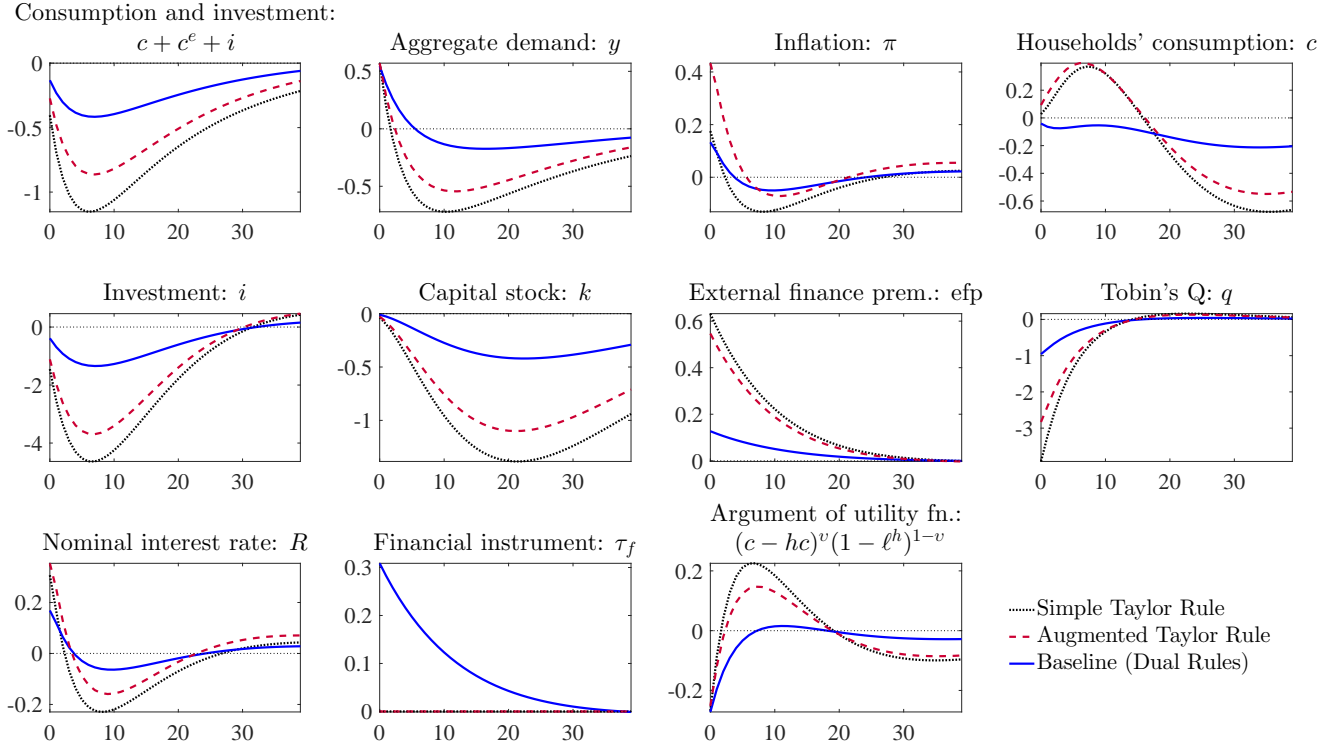 Consumption and investment:
c + c^e + i
Aggregate demand: y
Inflation: π
Households' consumption: c
0
-0.5
-1
0 10 20 30
0.5
0
-0.5
0 10 20 30
0.4
0.2
0
0 10 20 30
0.2
0
-0.2
-0.4
-0.6
0 10 20 30
Investment: i
Capital stock: k
External finance prem.: efp
Tobin's Q: q
0
-2
-4
0 10 20 30
0
-0.5
-1
0 10 20 30
0.6
0.4
0.2
0
0 10 20 30
0
-1
-2
-3
0 10 20 30
Nominal interest rate: R
Financial instrument: τ_f
Argument of utility fn.:
(c − hc)^υ(1 − ℓ^h)^{1−υ}
0.2
0
-0.2
0 10 20 30
0.3
0.2
0.1
0
0 10 20 30
0.2
0
-0.2
0 10 20 30
Simple Taylor Rule
Augmented Taylor Rule
Baseline (Dual Rules)